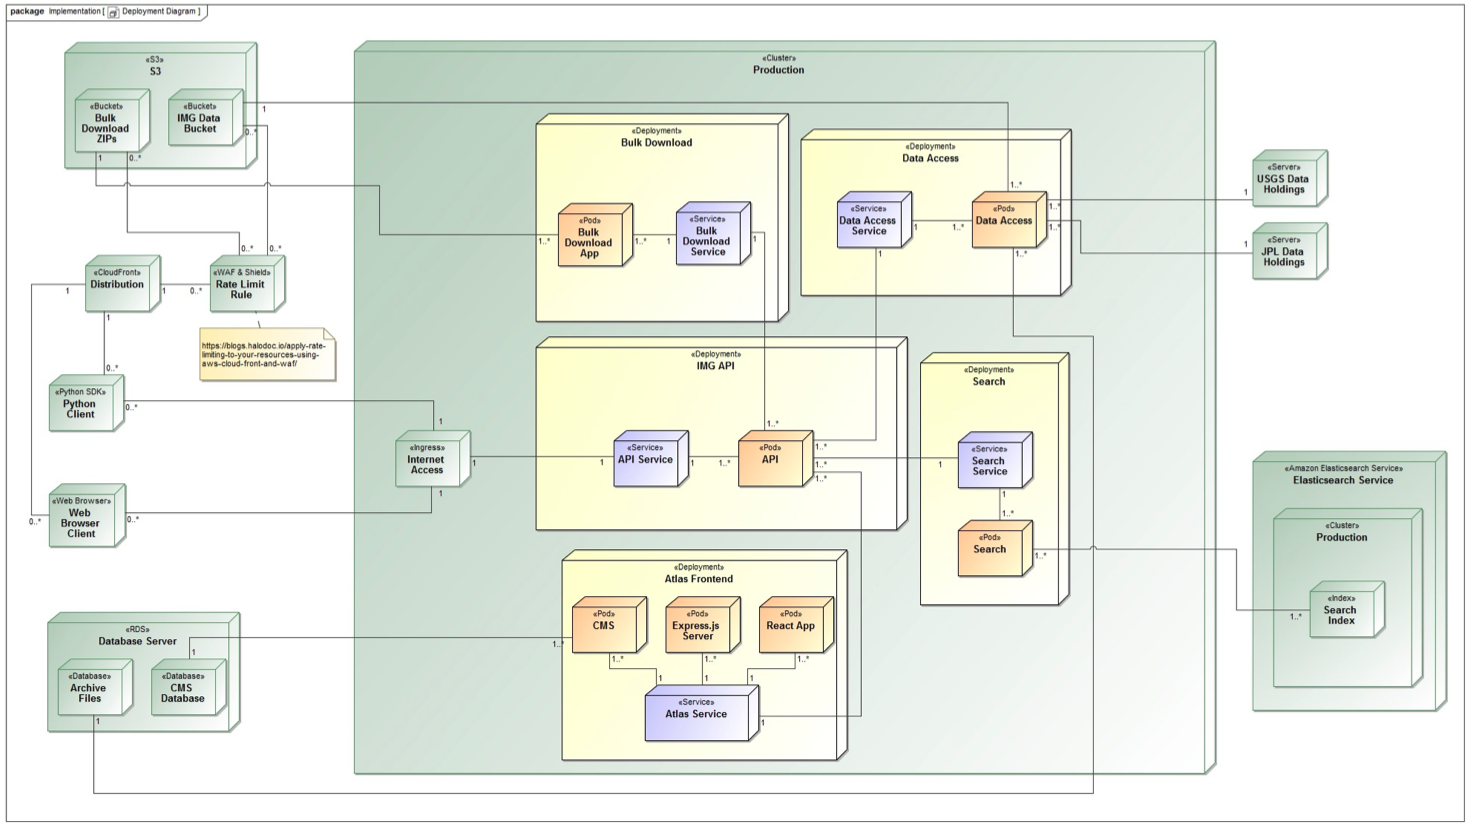 package Implementation [ Deployment Diagram ]
«S3»
S3
«Bucket»
Bulk
Download
ZIPs
«Bucket»
IMG Data
Bucket
1
0..*
1
0..*
«Cluster»
Production
«Deployment»
Bulk Download
«Pod»
Bulk
Download
App
1..*
1..*
1
«Service»
Bulk
Download
Service
1
«Deployment»
Data Access
«Service»
Data Access
Service
1
1
1..*
«Pod»
Data Access
1..*
1..*
1..*
1..*
1
«Server»
USGS Data
Holdings
1
«Server»
JPL Data
Holdings
«CloudFront»
Distribution
1
1
1
0..*
0..*
0..*
«WAF & Shield»
Rate Limit
Rule
https://blogs.halodoc.io/apply-rate-
limiting-to-your-resources-using-
aws-cloud-front-and-waf/
0..*
«Python SDK»
Python
Client
0..*
«Web Browser»
Web
Browser
Client
0..*
0..*
1
«Ingress»
Internet
Access
1
1
«Deployment»
IMG API
1
«Service»
API Service
1
1..*
1..*
«Pod»
API
1..*
1..*
1..*
«Deployment»
Search
1
«Service»
Search
Service
1
1..*
«Pod»
Search
1..*
«Amazon Elasticsearch Service»
Elasticsearch Service
«Cluster»
Production
«Index»
Search
Index
1..*
«Deployment»
Atlas Frontend
«Pod»
CMS
«Pod»
Express.js
Server
«Pod»
React App
1..*
1..*
1..*
1..*
1
1
1
«Service»
Atlas Service
1
«RDS»
Database Server
1
«Database»
Archive
Files
«Database»
CMS
Database
1